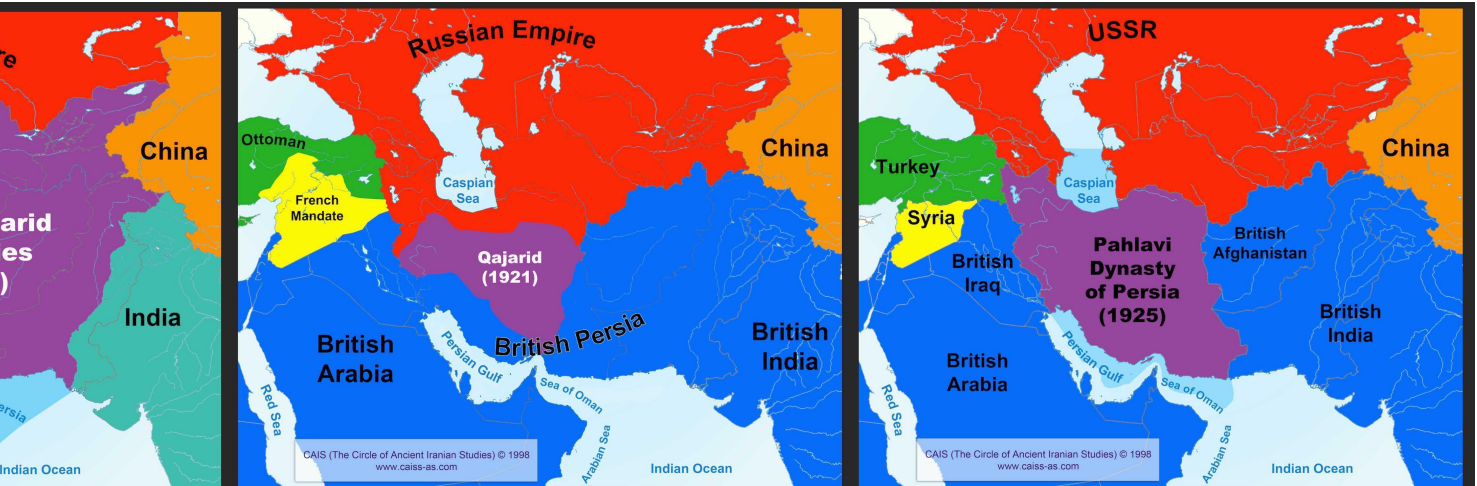 re
China
arid
es
)
India
ersia
Indian Ocean
Russian Empire
Ottoman
China
Caspian
Sea
French
Mandate
Qajarid
(1921)
British Persia
British
India
British
Arabia
Persian Gulf
Sea of Oman
Red Sea
Arabian Sea
CAIS (The Circle of Ancient Iranian Studies) © 1998
www.caiss-as.com
Indian Ocean
USSR
China
Turkey
Caspian
Sea
Syria
British
Afghanistan
British
Iraq
Pahlavi
Dynasty
of Persia
(1925)
British
India
British
Arabia
Persian Gulf
Sea of Oman
Red Sea
Arabian Sea
CAIS (The Circle of Ancient Iranian Studies) © 1998
www.caiss-as.com
Indian Ocean